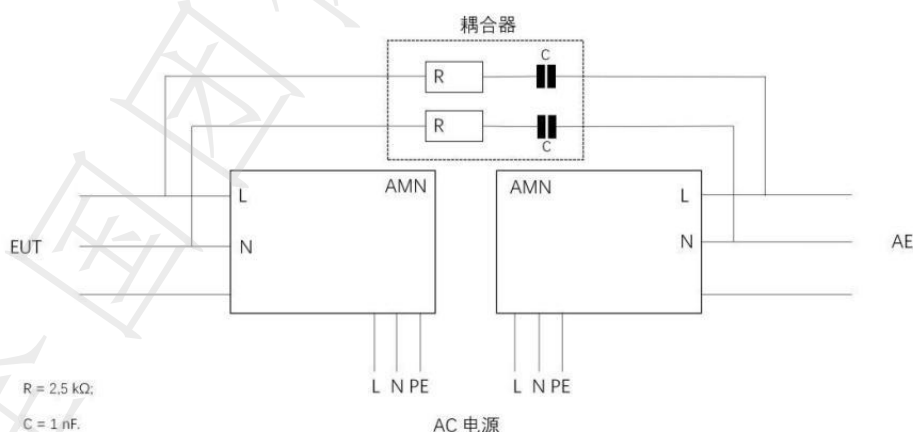 耦合器
C
R
R
C
AMN
AMN
L
L
N
N
EUT
AE
L N PE
L N PE
R = 2,5 kΩ;
C = 1 nF.
AC 电源